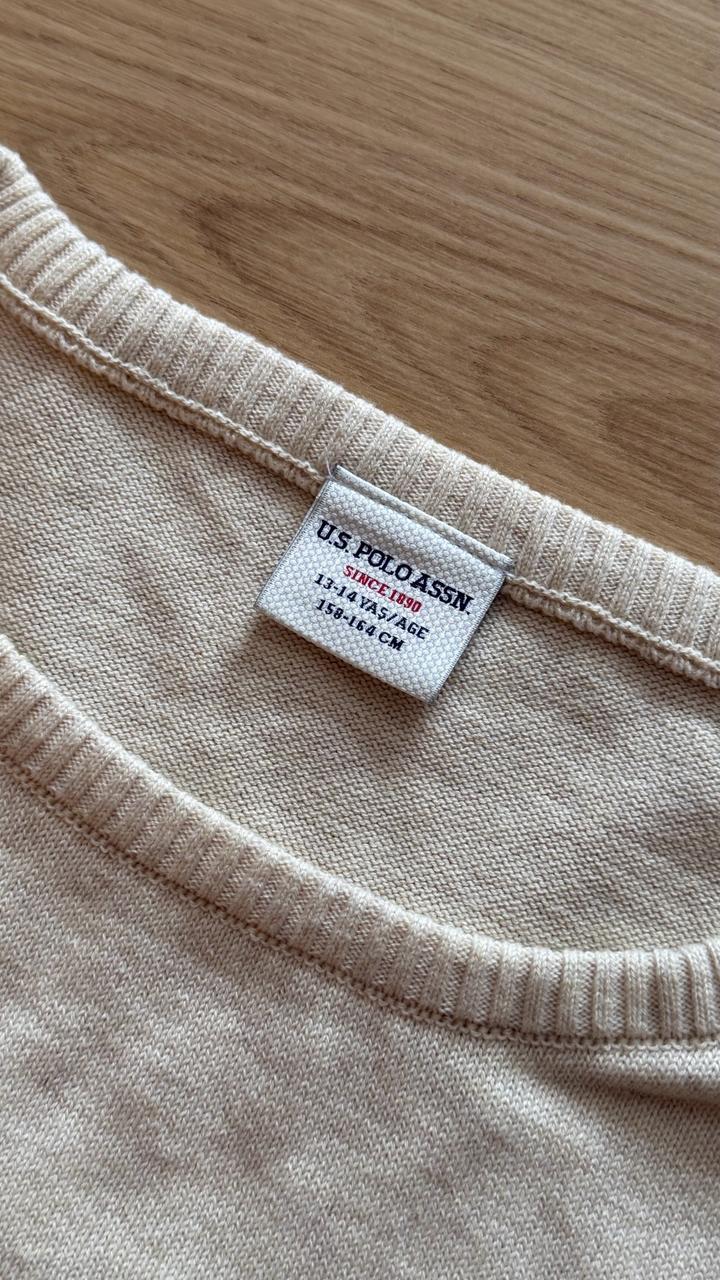 U.S. POLO ASSN.
SINCE 1890
13-14 YAŞ/AGE
158-164 CM